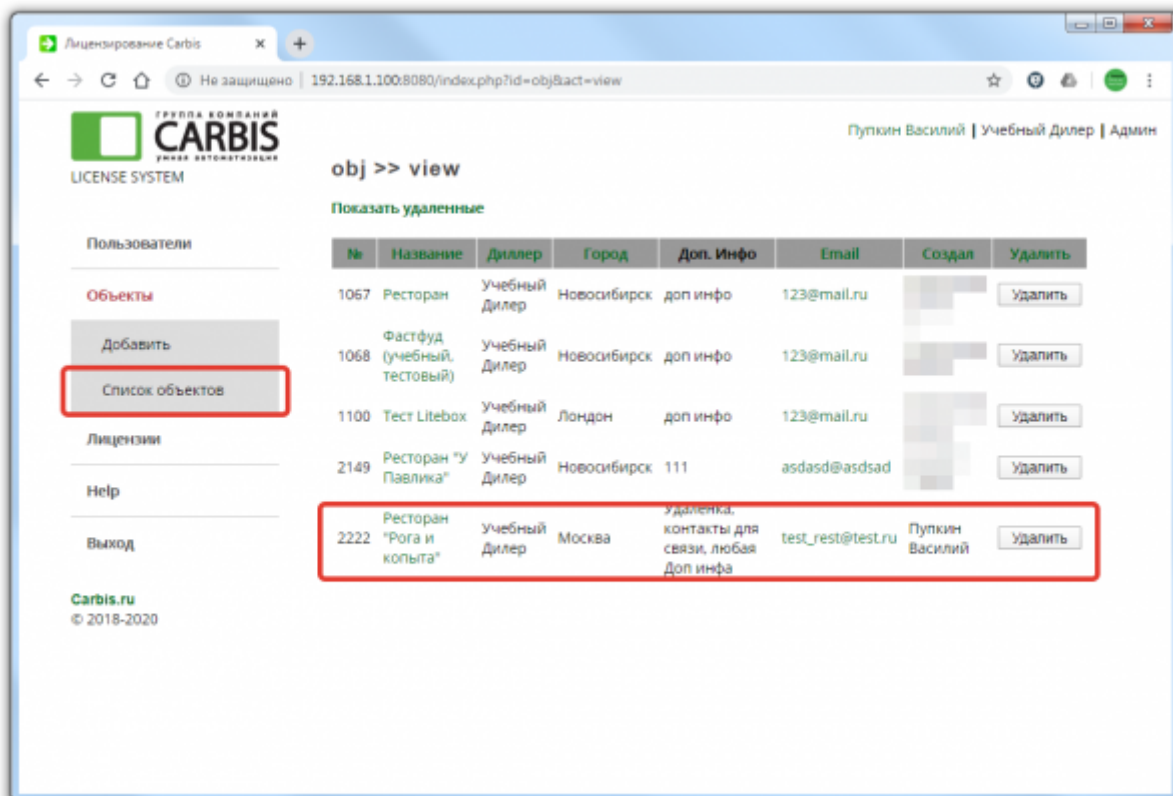 Лицензирование Carbis
Не защищено 192.168.1.100:8080/index.php?id=obj&act=view
ГРУППА КОМПАНИЙ
CARBIS
умная автоматизация
LICENSE SYSTEM
Пупкин Василий | Учебный Дилер | Админ
obj >> view
Показать удаленные
Пользователи
Объекты
Добавить
Список объектов
Лицензии
Help
Выход
Carbis.ru
© 2018-2020
№ Название Диллер Город Доп. Инфо Email Создал Удалить
1067 Ресторан Учебный Дилер Новосибирск доп инфо 123@mail.ru Удалить
1068 Фастфуд (учебный, тестовый) Учебный Дилер Новосибирск доп инфо 123@mail.ru Удалить
1100 Тест Litebox Учебный Дилер Лондон доп инфо 123@mail.ru Удалить
2149 Ресторан "У Павлика" Учебный Дилер Новосибирск 111 asdasd@asdsad Удалить
2222 Ресторан "Рога и копыта" Учебный Дилер Москва Удаленка, контакты для связи, любая Доп инфа test_rest@test.ru Пупкин Василий Удалить